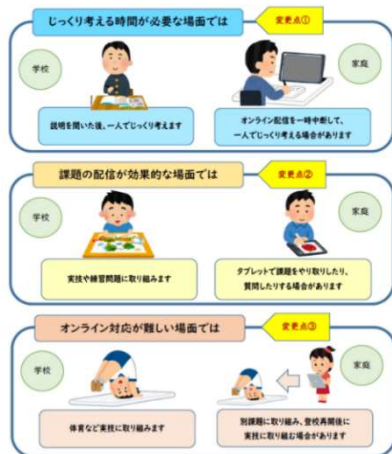 じっくり考える時間が必要な場面では
変更点①
学校
家庭
説明を聞いた後、一人でじっくり考えます
オンライン配信を一時中断して、
一人でじっくり考える場合があります
課題の配信が効果的な場面では
変更点②
学校
家庭
実技や練習問題に取り組みます
タブレットで課題をやり取りしたり、
質問したりする場合があります
オンライン対応が難しい場面では
変更点③
学校
家庭
体育など実技に取り組みます
別課題に取り組み、登校再開後に
実技に取り組む場合があります